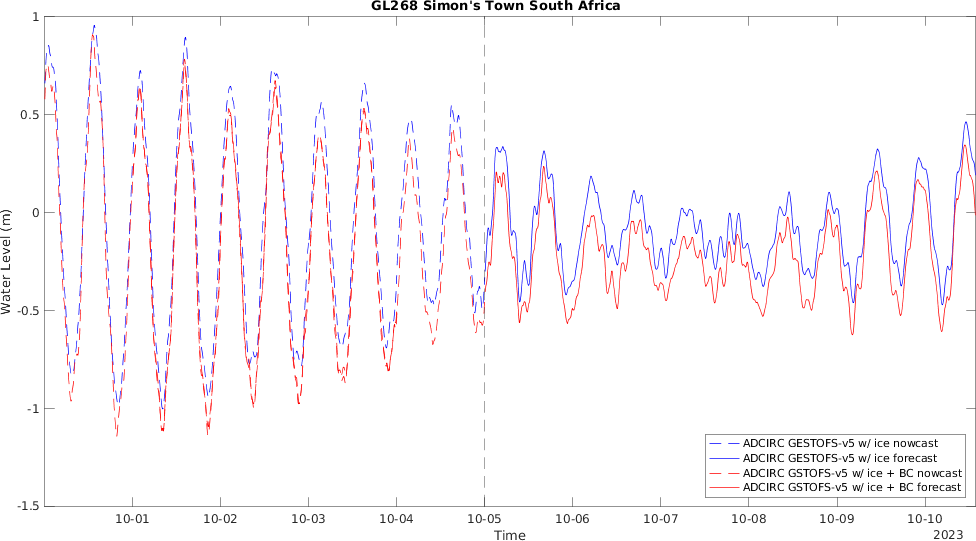 GL268 Simon's Town South Africa
1
0.5
0
-0.5
-1
-1.5
Water Level (m)
ADCIRC GESTOFS-v5 w/ ice nowcast
ADCIRC GESTOFS-v5 w/ ice forecast
ADCIRC GSTOFS-v5 w/ ice + BC nowcast
ADCIRC GSTOFS-v5 w/ ice + BC forecast
10-01 10-02 10-03 10-04 10-05 10-06 10-07 10-08 10-09 10-10
Time
2023